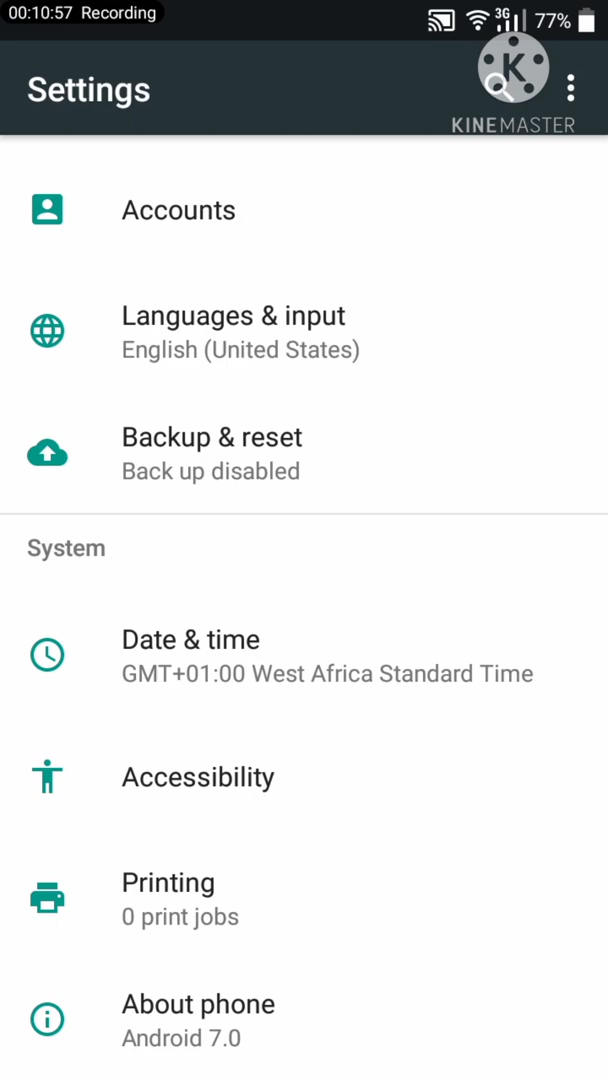 00:10:57 Recording
3G 77%
Settings
K
KINEMASTER
Accounts
Languages & input
English (United States)
Backup & reset
Back up disabled
System
Date & time
GMT+01:00 West Africa Standard Time
Accessibility
Printing
0 print jobs
About phone
Android 7.0